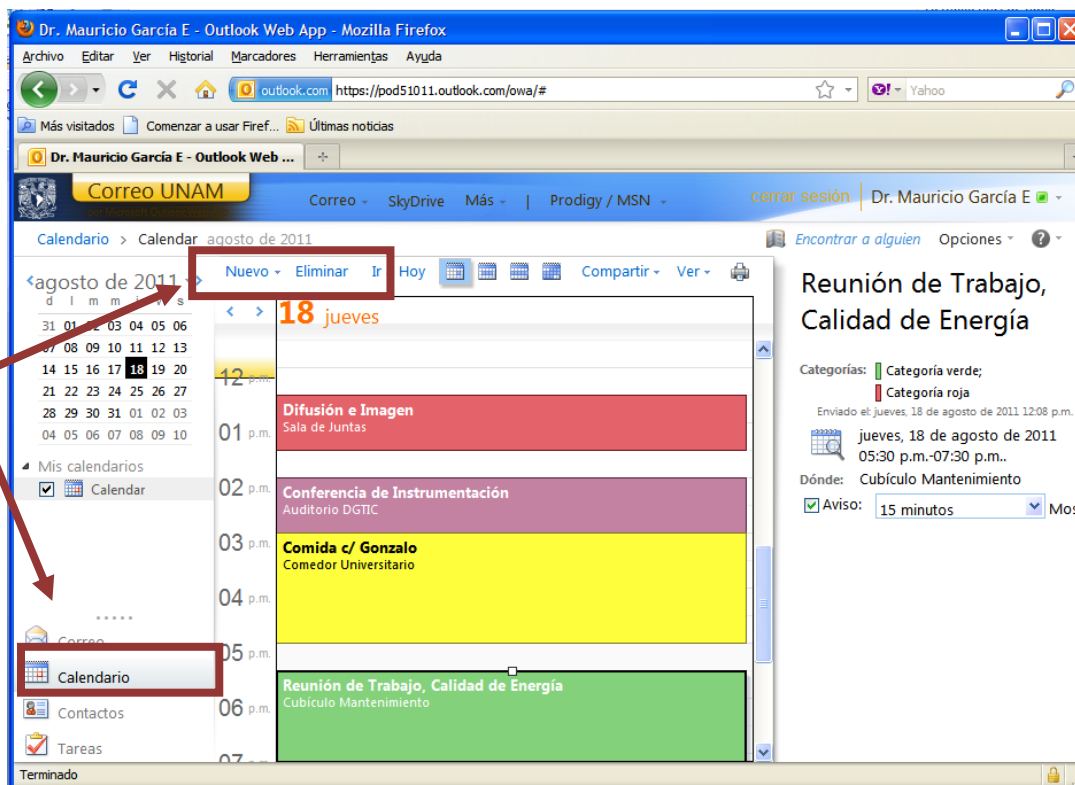 Dr. Mauricio García E - Outlook Web App - Mozilla Firefox
Archivo Editar Ver Historial Marcadores Herramientas Ayuda
outlook.com https://pod51011.outlook.com/owa/# Yahoo
Más visitados Comenzar a usar Firef... Últimas noticias
Dr. Mauricio García E - Outlook Web ...
Correo UNAM
Correo SkyDrive Más | Prodigy / MSN cerrar sesión Dr. Mauricio García E
Calendario > Calendar agosto de 2011 Encontrar a alguien Opciones
Nuevo Eliminar Ir Hoy Compartir Ver
agosto de 2011
d l m m j v s
31 01 02 03 04 05 06
07 08 09 10 11 12 13
14 15 16 17 18 19 20
21 22 23 24 25 26 27
28 29 30 31 01 02 03
04 05 06 07 08 09 10
Mis calendarios
Calendar
Correo
Calendario
Contactos
Tareas
18 jueves
12 p.m.
Difusión e Imagen
01 p.m. Sala de Juntas
02 p.m. Conferencia de Instrumentación
Auditorio DGTIC
03 p.m. Comida c/ Gonzalo
Comedor Universitario
04 p.m.
05 p.m.
Reunión de Trabajo, Calidad de Energía
06 p.m. Cubículo Mantenimiento
07
Reunión de Trabajo,
Calidad de Energía
Categorías: Categoría verde;
Categoría roja
Enviado el: jueves, 18 de agosto de 2011 12:08 p.m.
jueves, 18 de agosto de 2011
05:30 p.m.-07:30 p.m..
Dónde: Cubículo Mantenimiento
Aviso: 15 minutos Mos
Terminado